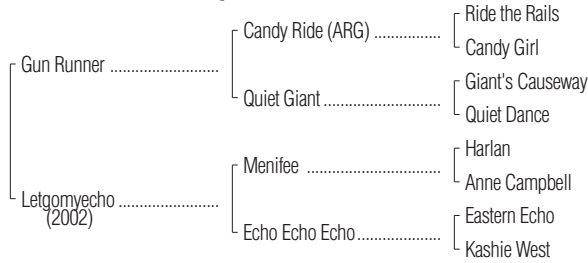 Ride the Rails
Candy Ride (ARG) ................
Candy Girl
Gun Runner ..........................
Giant's Causeway
Quiet Giant............................
Quiet Dance
Harlan
Menifee ................................
Anne Campbell
Letgomyecho ........................
(2002)
Eastern Echo
Echo Echo Echo....................
Kashie West